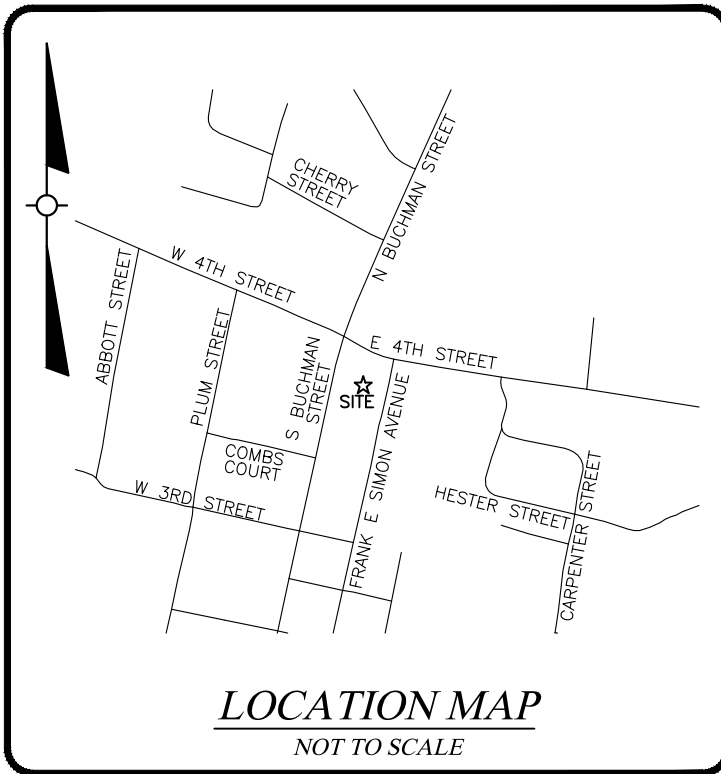 CHERRY
STREET
N BUCHMAN STREET
W 4TH STREET
ABBOTT STREET
PLUM STREET
S BUCHMAN
STREET
E 4TH STREET
SITE
FRANK E SIMON AVENUE
COMBS
COURT
W 3RD STREET
HESTER STREET
CARPENTER STREET
LOCATION MAP
NOT TO SCALE